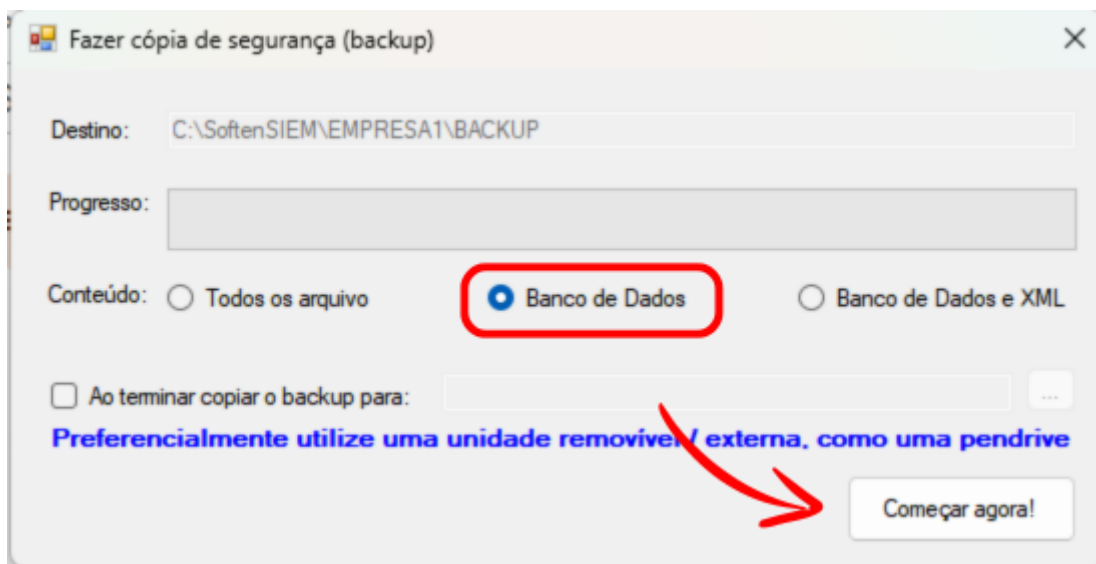 Fazer cópia de segurança (backup)
Destino: C:\SoftenSIEM\EMPRESA1\BACKUP
Progresso:
Conteúdo: Todos os arquivo Banco de Dados Banco de Dados e XML
Ao terminar copiar o backup para: ...
Preferencialmente utilize uma unidade removível / externa, como uma pendrive
Começar agora!